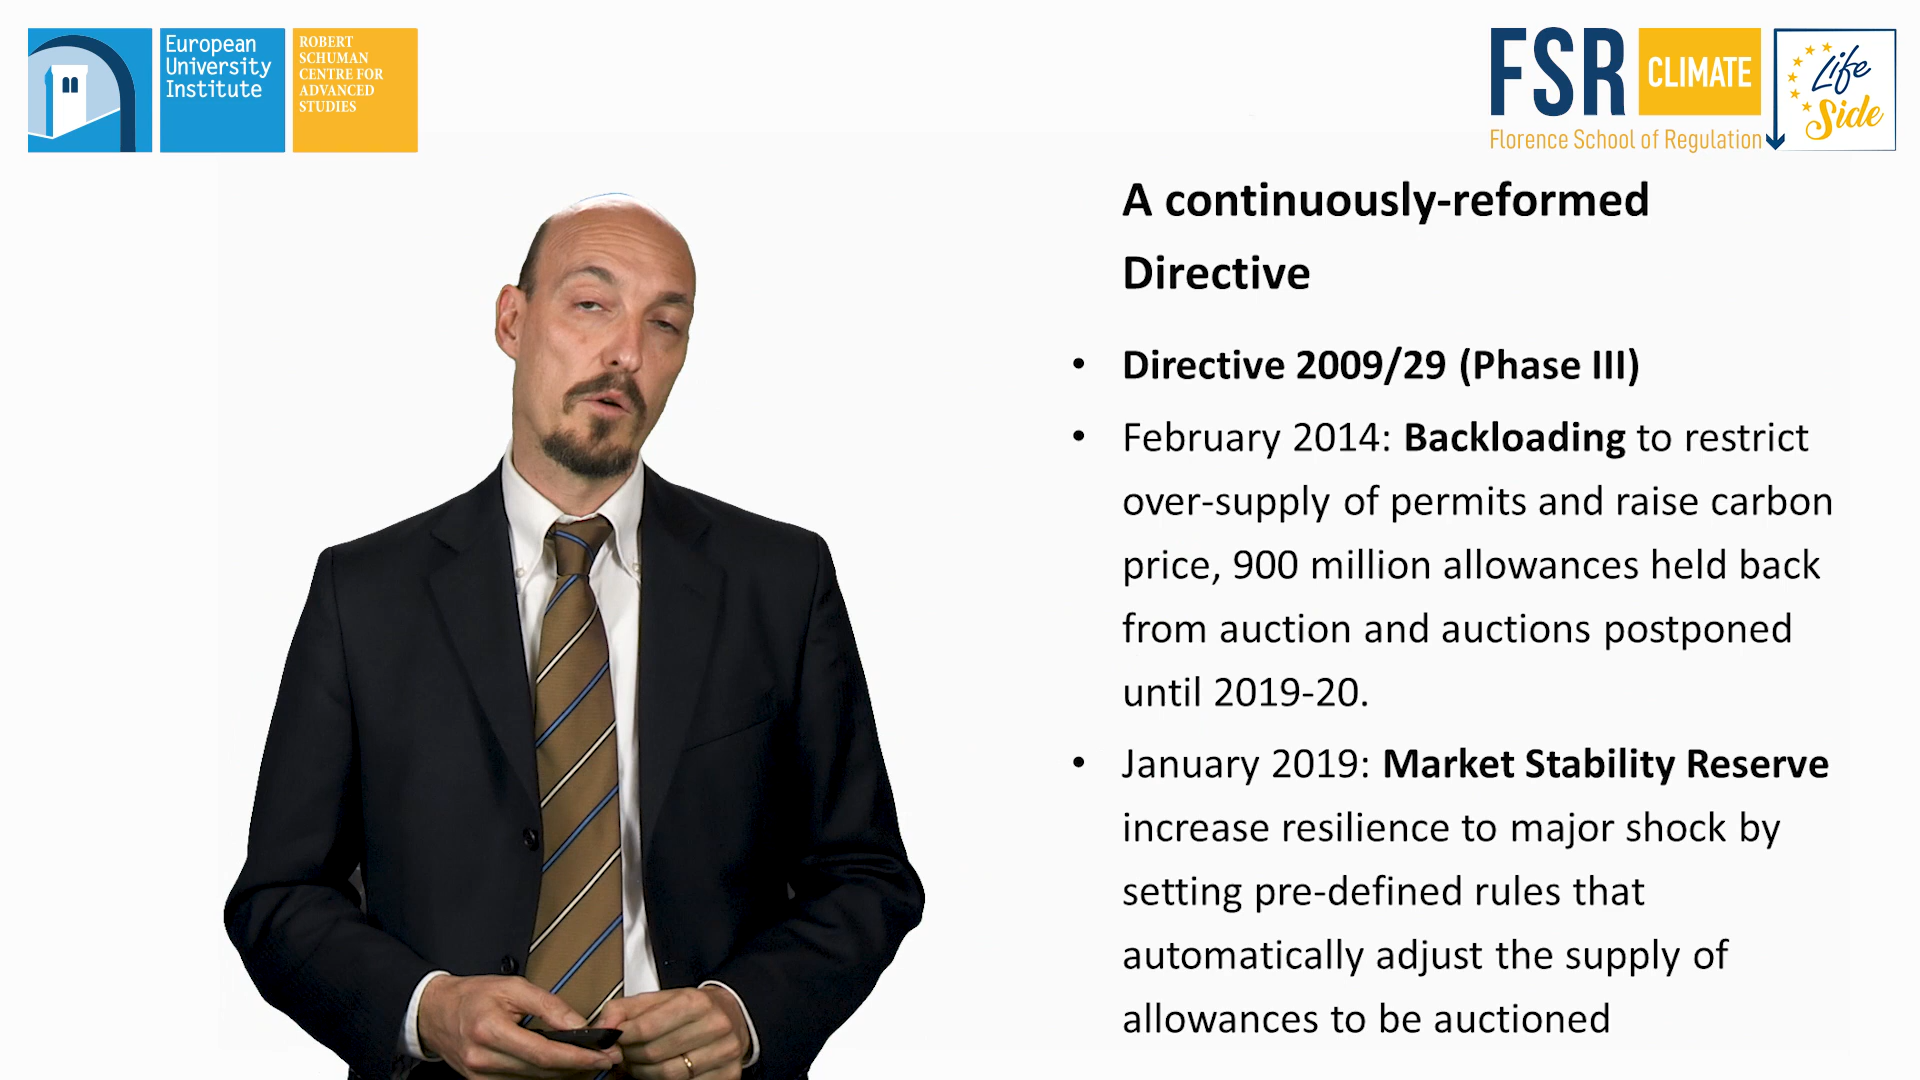 European
University
Institute
ROBERT
SCHUMAN
CENTRE FOR
ADVANCED
STUDIES
FSR CLIMATE
Florence School of Regulation
Life
Side
A continuously-reformed
Directive
• Directive 2009/29 (Phase III)
• February 2014: Backloading to restrict
over-supply of permits and raise carbon
price, 900 million allowances held back
from auction and auctions postponed
until 2019-20.
• January 2019: Market Stability Reserve
increase resilience to major shock by
setting pre-defined rules that
automatically adjust the supply of
allowances to be auctioned